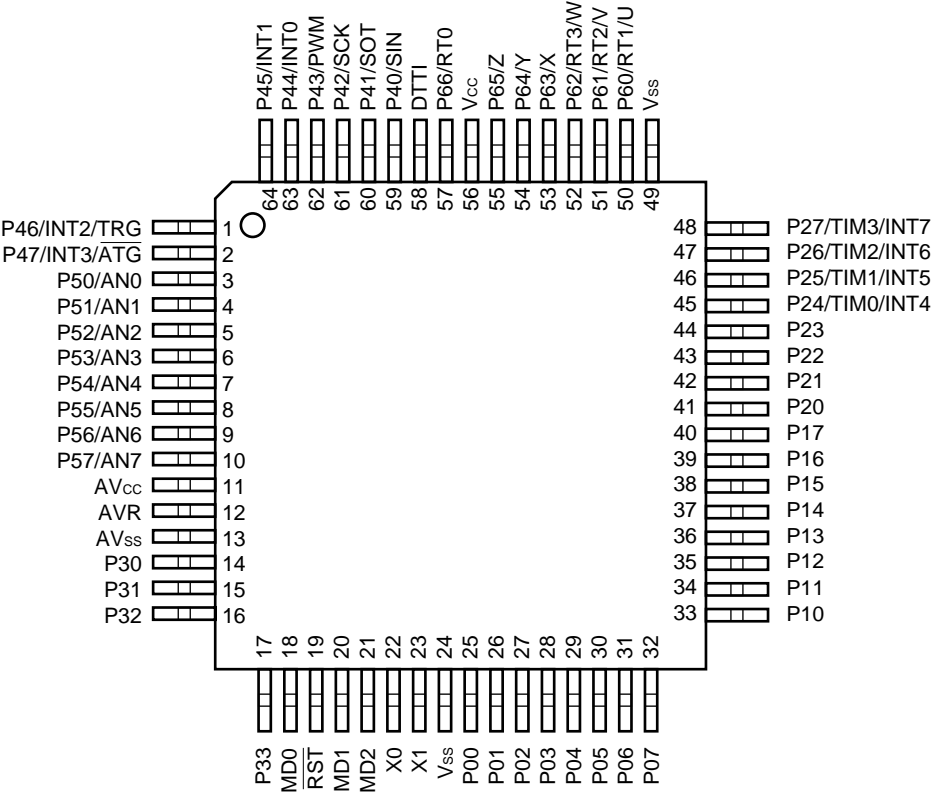 P45/INT1
P44/INT0
P43/PWM
P42/SCK
P41/SOT
P40/SIN
DTTI
P66/RT0
Vcc
P65/Z
P64/Y
P63/X
P62/RT3/W
P61/RT2/V
P60/RT1/U
Vss
64 63 62 61 60 59 58 57 56 55 54 53 52 51 50 49
P46/INT2/TRG 1 48 P27/TIM3/INT7
P47/INT3/ATG 2 47 P26/TIM2/INT6
P50/AN0 3 46 P25/TIM1/INT5
P51/AN1 4 45 P24/TIM0/INT4
P52/AN2 5 44 P23
P53/AN3 6 43 P22
P54/AN4 7 42 P21
P55/AN5 8 41 P20
P56/AN6 9 40 P17
P57/AN7 10 39 P16
AVcc 11 38 P15
AVR 12 37 P14
AVss 13 36 P13
P30 14 35 P12
P31 15 34 P11
P32 16 33 P10
17 18 19 20 21 22 23 24 25 26 27 28 29 30 31 32
P33
MD0
RST
MD1
MD2
X0
X1
Vss
P00
P01
P02
P03
P04
P05
P06
P07